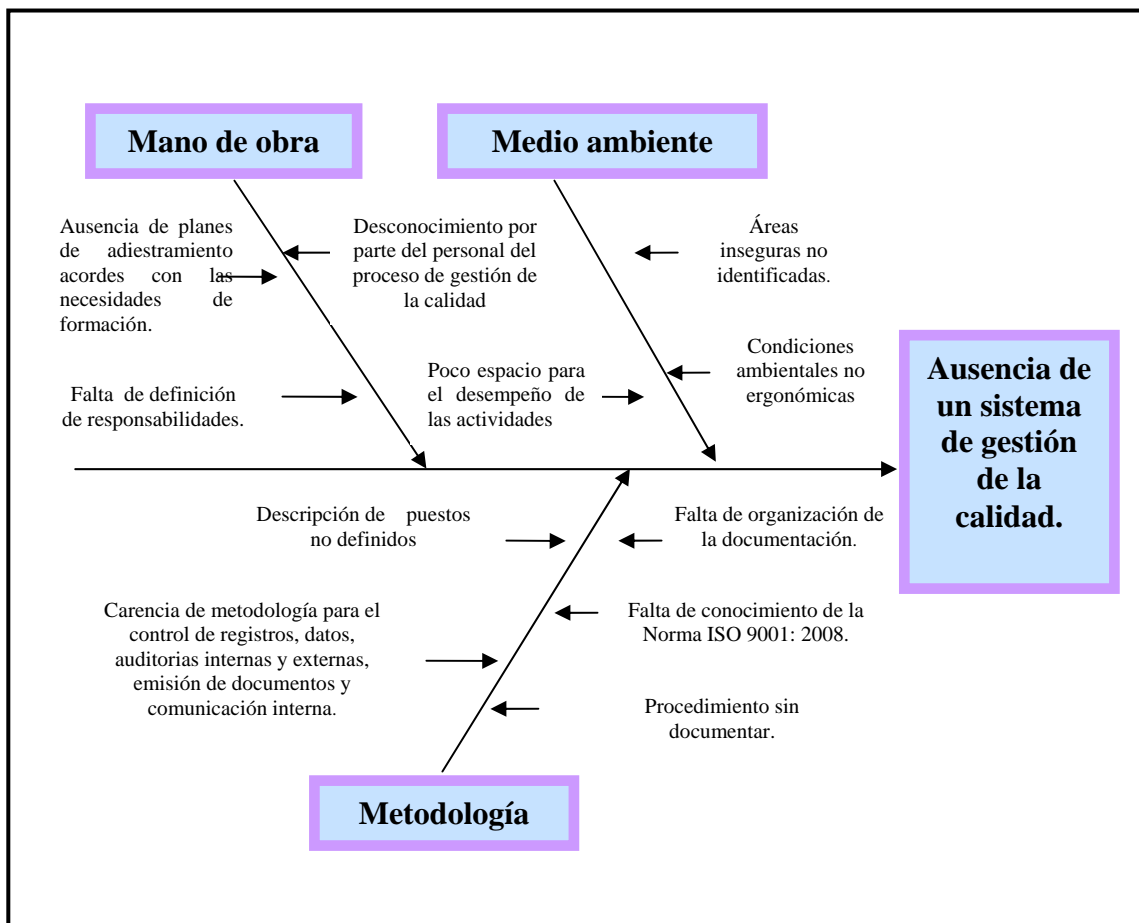 Mano de obra
Medio ambiente
Ausencia de planes
de adiestramiento
acordes con las
necesidades de
formación.
Desconocimiento por
parte del personal del
proceso de gestión de
la calidad
Áreas
inseguras no
identificadas.
Falta de definición
de responsabilidades.
Poco espacio para
el desempeño de
las actividades
Condiciones
ambientales no
ergonómicas
Ausencia de
un sistema
de gestión
de la
calidad.
Descripción de puestos
no definidos
Falta de organización de
la documentación.
Carencia de metodología para el
control de registros, datos,
auditorias internas y externas,
emisión de documentos y
comunicación interna.
Falta de conocimiento de la
Norma ISO 9001: 2008.
Procedimiento sin
documentar.
Metodología